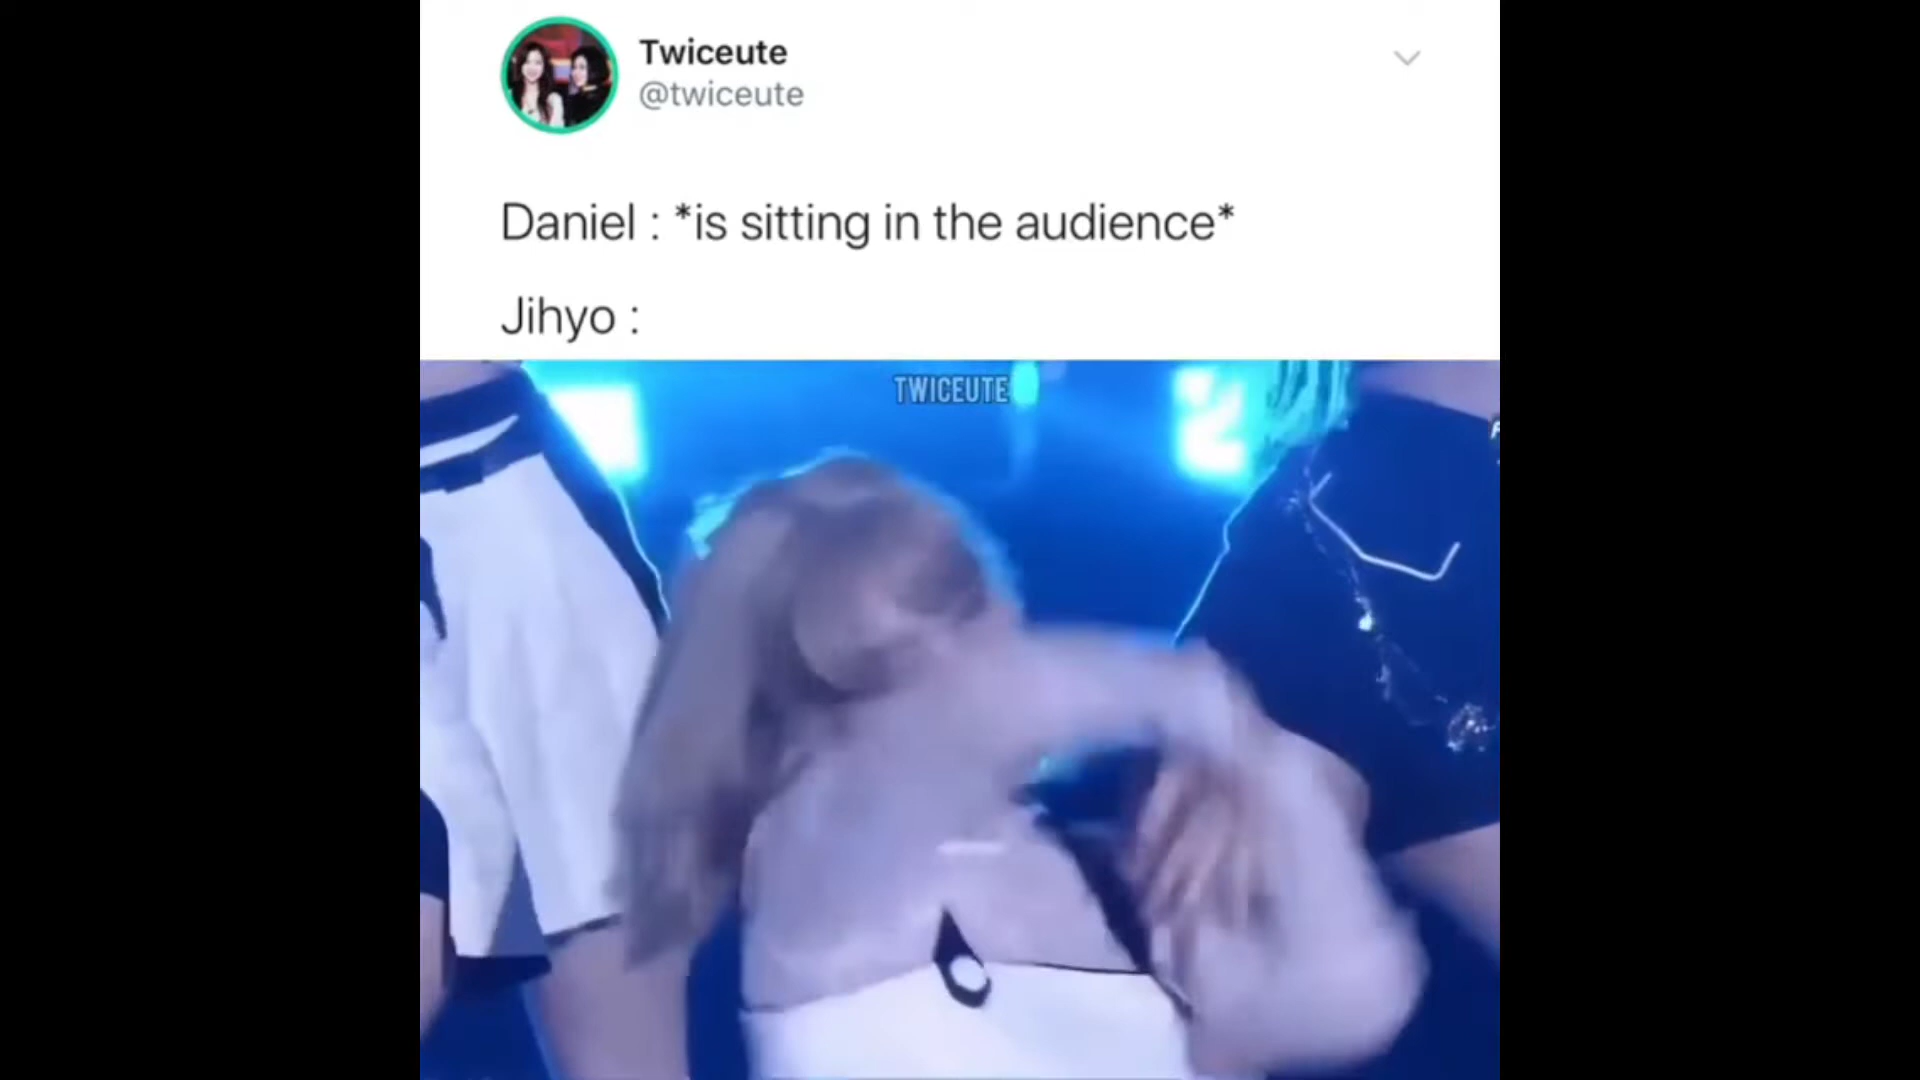 Twiceute
@twiceute
Daniel : *is sitting in the audience*
Jihyo :
TWICEUTE